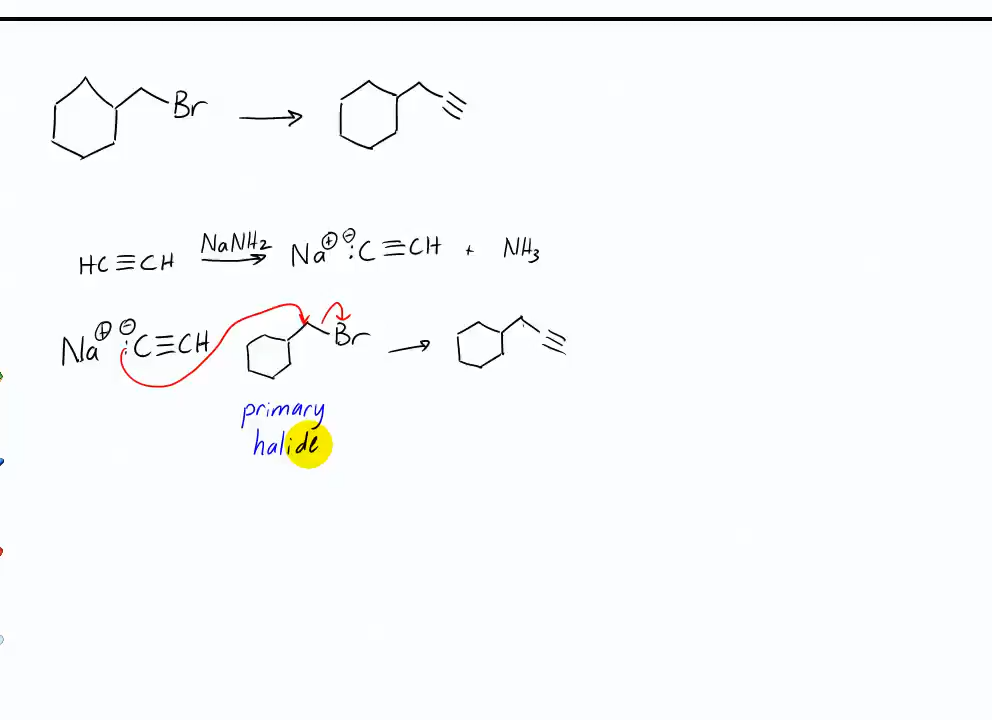 Br
HC≡CH NaNH2 Na⊕ ⊖:C≡CH + NH3
Na⊕ ⊖:C≡CH Br
primary
halide